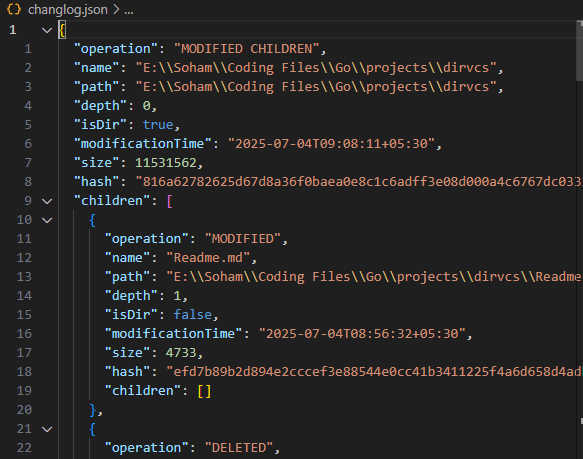 {} changlog.json > ...
1 {
1 "operation": "MODIFIED CHILDREN",
2 "name": "E:\\Soham\\Coding Files\\Go\\projects\\dirvcs",
3 "path": "E:\\Soham\\Coding Files\\Go\\projects\\dirvcs",
4 "depth": 0,
5 "isDir": true,
6 "modificationTime": "2025-07-04T09:08:11+05:30",
7 "size": 11531562,
8 "hash": "816a62782625d67d8a36f0baea0e8c1c6adff3e08d000a4c6767dc033
9 "children": [
10 {
11 "operation": "MODIFIED",
12 "name": "Readme.md",
13 "path": "E:\\Soham\\Coding Files\\Go\\projects\\dirvcs\\Readme
14 "depth": 1,
15 "isDir": false,
16 "modificationTime": "2025-07-04T08:56:32+05:30",
17 "size": 4733,
18 "hash": "efd7b89b2d894e2cccef3e88544e0cc41b3411225f4a6d658d4ad
19 "children": []
20 },
21 {
22 "operation": "DELETED",